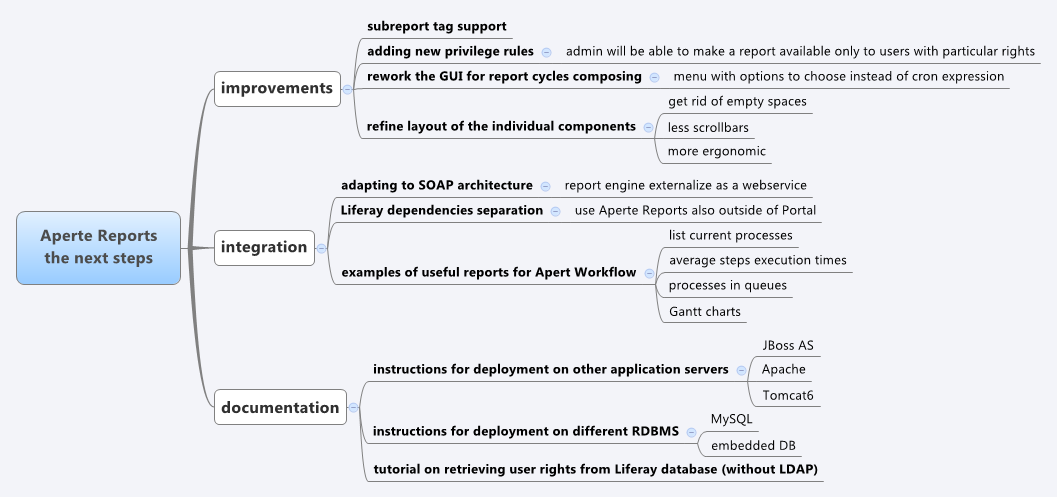 Aperte Reports
the next steps
improvements
subreport tag support
adding new privilege rules
admin will be able to make a report available only to users with particular rights
rework the GUI for report cycles composing
menu with options to choose instead of cron expression
refine layout of the individual components
get rid of empty spaces
less scrollbars
more ergonomic
integration
adapting to SOAP architecture
report engine externalize as a webservice
Liferay dependencies separation
use Aperte Reports also outside of Portal
examples of useful reports for Apert Workflow
list current processes
average steps execution times
processes in queues
Gantt charts
documentation
instructions for deployment on other application servers
JBoss AS
Apache
Tomcat6
instructions for deployment on different RDBMS
MySQL
embedded DB
tutorial on retrieving user rights from Liferay database (without LDAP)